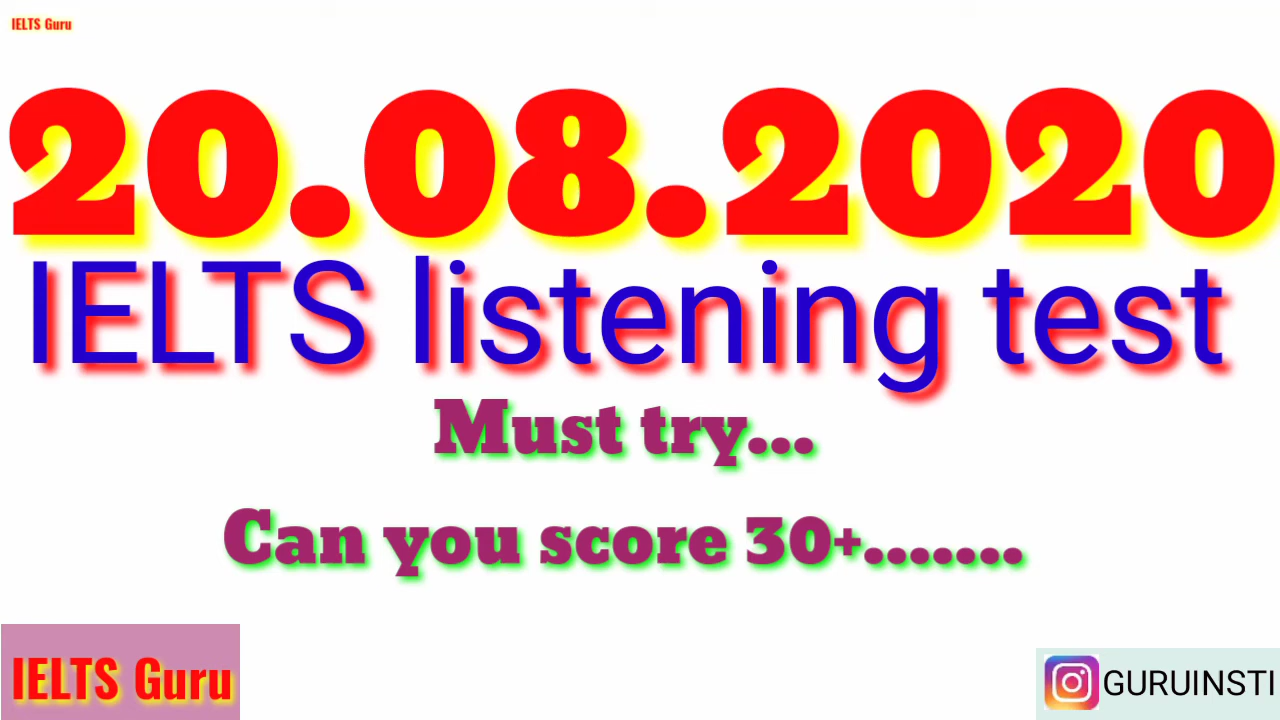 IELTS Guru
20.08.2020
IELTS listening test
Must try...
Can you score 30+.......
IELTS Guru
GURUINSTI